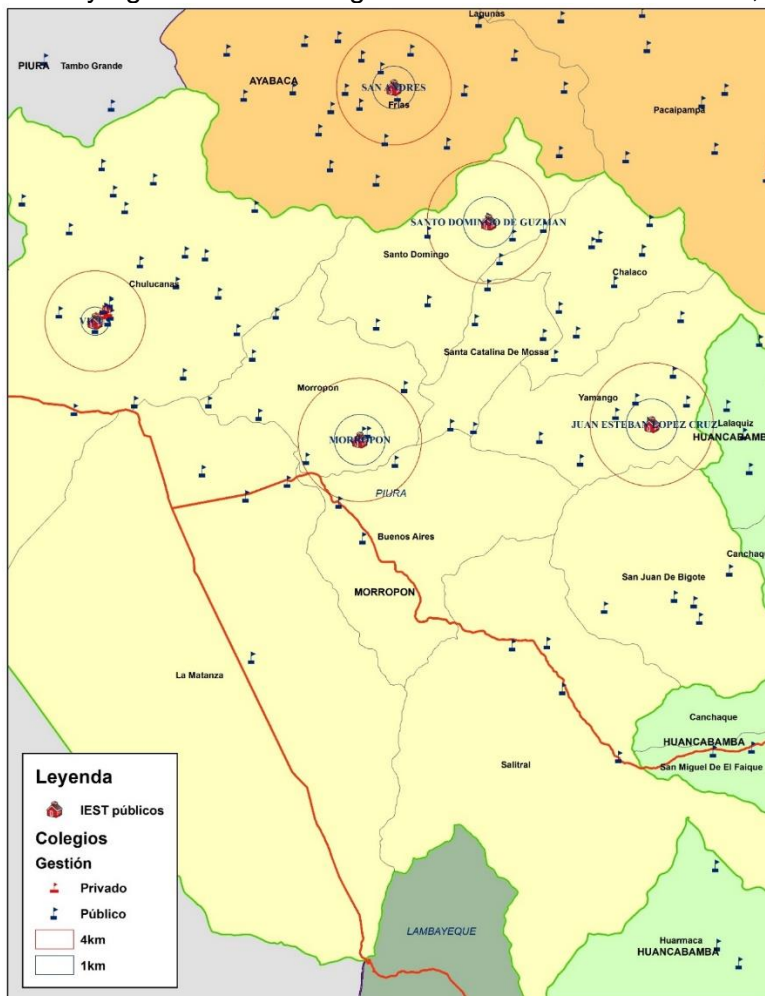 Lagunas
PIURA Tambo Grande
AYABACA
SAN ANDRES
Frias
Pacaipampa
SANTO DOMINGO DE GUZMAN
Santo Domingo
Chalaco
Chulucanas
Santa Catalina De Mossa
Morropon
Yamango
JUAN ESTEBAN LOPEZ CRUZ
Lalaquiz
HUANCABAMB
MORROPON
PIURA
Buenos Aires
Canchaq
San Juan De Bigote
MORROPON
La Matanza
Canchaque
HUANCABAMBA
San Miguel De El Faique
Salitral
Leyenda
IEST públicos
Colegios
Gestión
Privado
Público
4km
1km
LAMBAYEQUE
Huarmaca
HUANCABAMBA